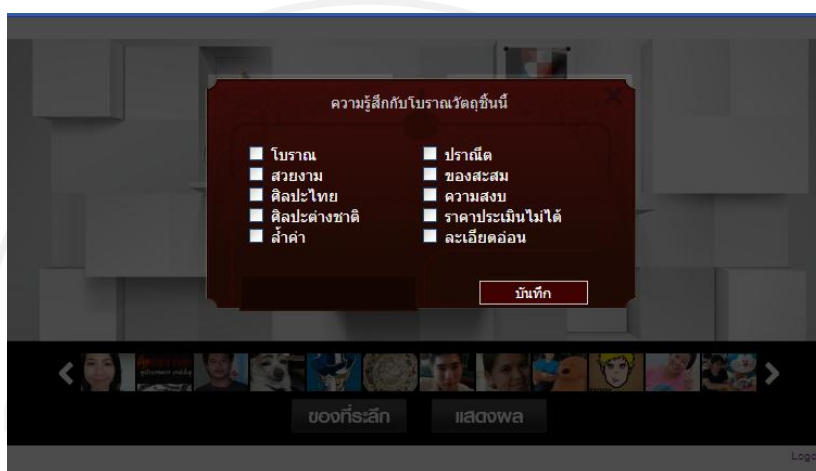 ความรู้สึกกับโบราณวัตถุชิ้นนี้
โบราณ
สวยงาม
ศิลปะไทย
ศิลปะต่างชาติ
ล้ำค่า
ปราณีต
ของสะสม
ความสงบ
ราคาประเมินไม่ได้
ละเอียดอ่อน
บันทึก
ของที่ระลึก
แสดงผล
Logo